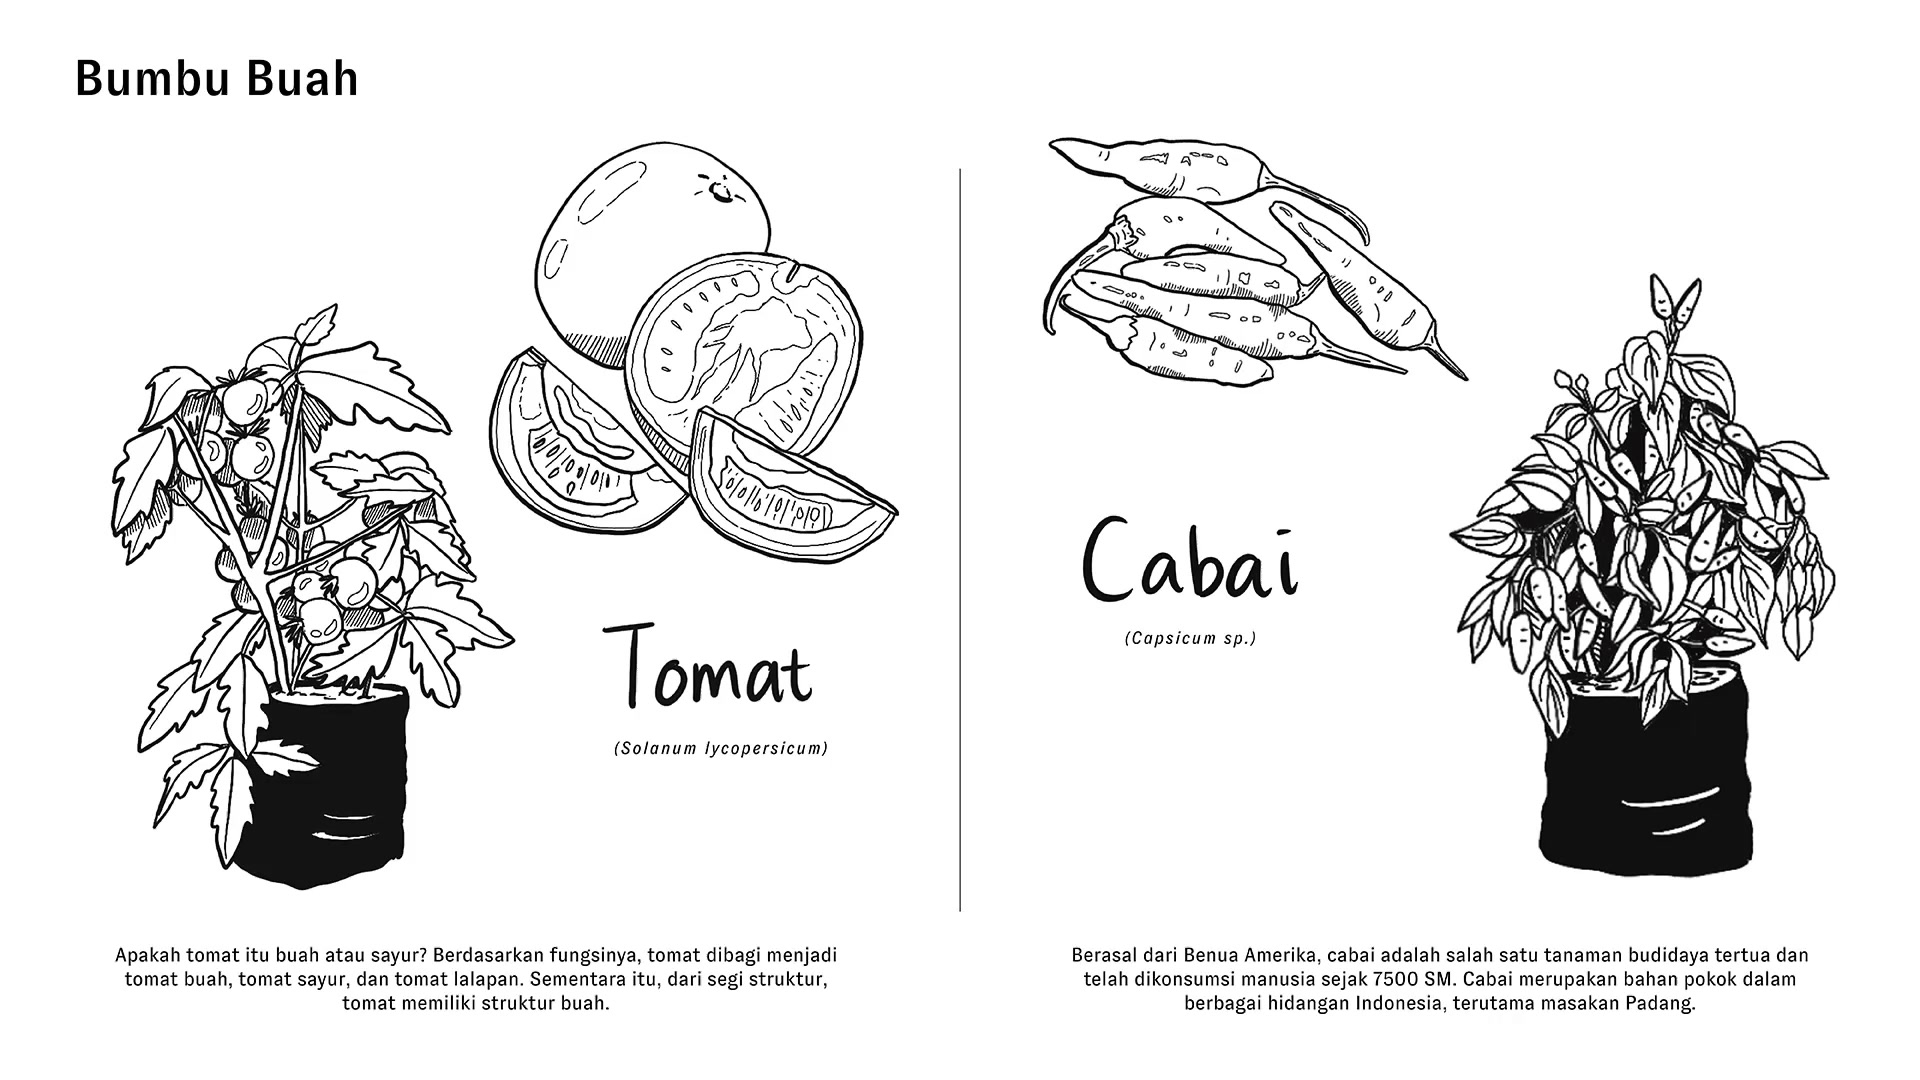 Bumbu Buah
Tomat
(Solanum lycopersicum)
Apakah tomat itu buah atau sayur? Berdasarkan fungsinya, tomat dibagi menjadi
tomat buah, tomat sayur, dan tomat lalapan. Sementara itu, dari segi struktur,
tomat memiliki struktur buah.
Cabai
(Capsicum sp.)
Berasal dari Benua Amerika, cabai adalah salah satu tanaman budidaya tertua dan
telah dikonsumsi manusia sejak 7500 SM. Cabai merupakan bahan pokok dalam
berbagai hidangan Indonesia, terutama masakan Padang.